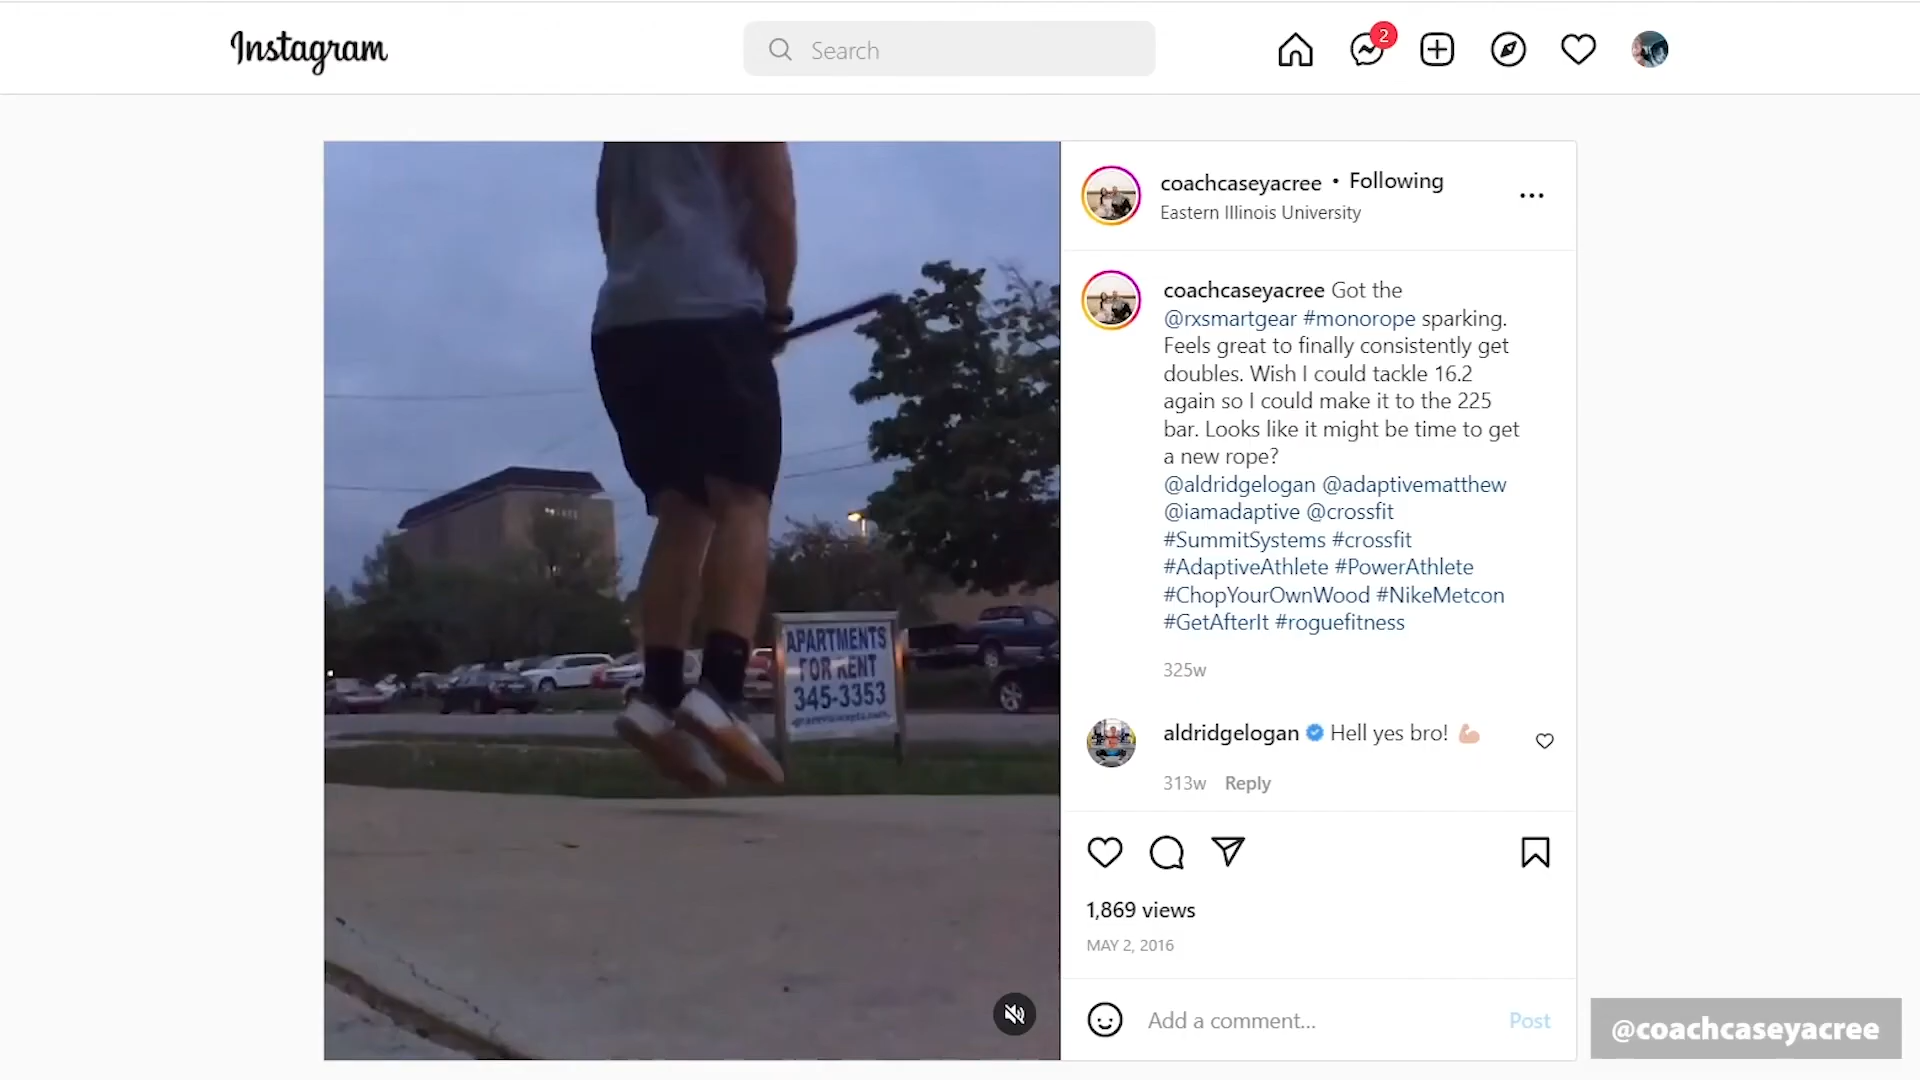 Instagram
Search
2
coachcaseyacree • Following
Eastern Illinois University
coachcaseyacree Got the
@rxsmartgear #monorope sparking.
Feels great to finally consistently get
doubles. Wish I could tackle 16.2
again so I could make it to the 225
bar. Looks like it might be time to get
a new rope?
@aldridgelogan @adaptivematthew
@iamadaptive @crossfit
#SummitSystems #crossfit
#AdaptiveAthlete #PowerAthlete
#ChopYourOwnWood #NikeMetcon
#GetAfterIt #roguefitness
325w
aldridgelogan Hell yes bro! 💪🏼
313w Reply
1,869 views
MAY 2, 2016
Add a comment...
Post
@coachcaseyacree
APARTMENTS
FOR RENT
345-3353